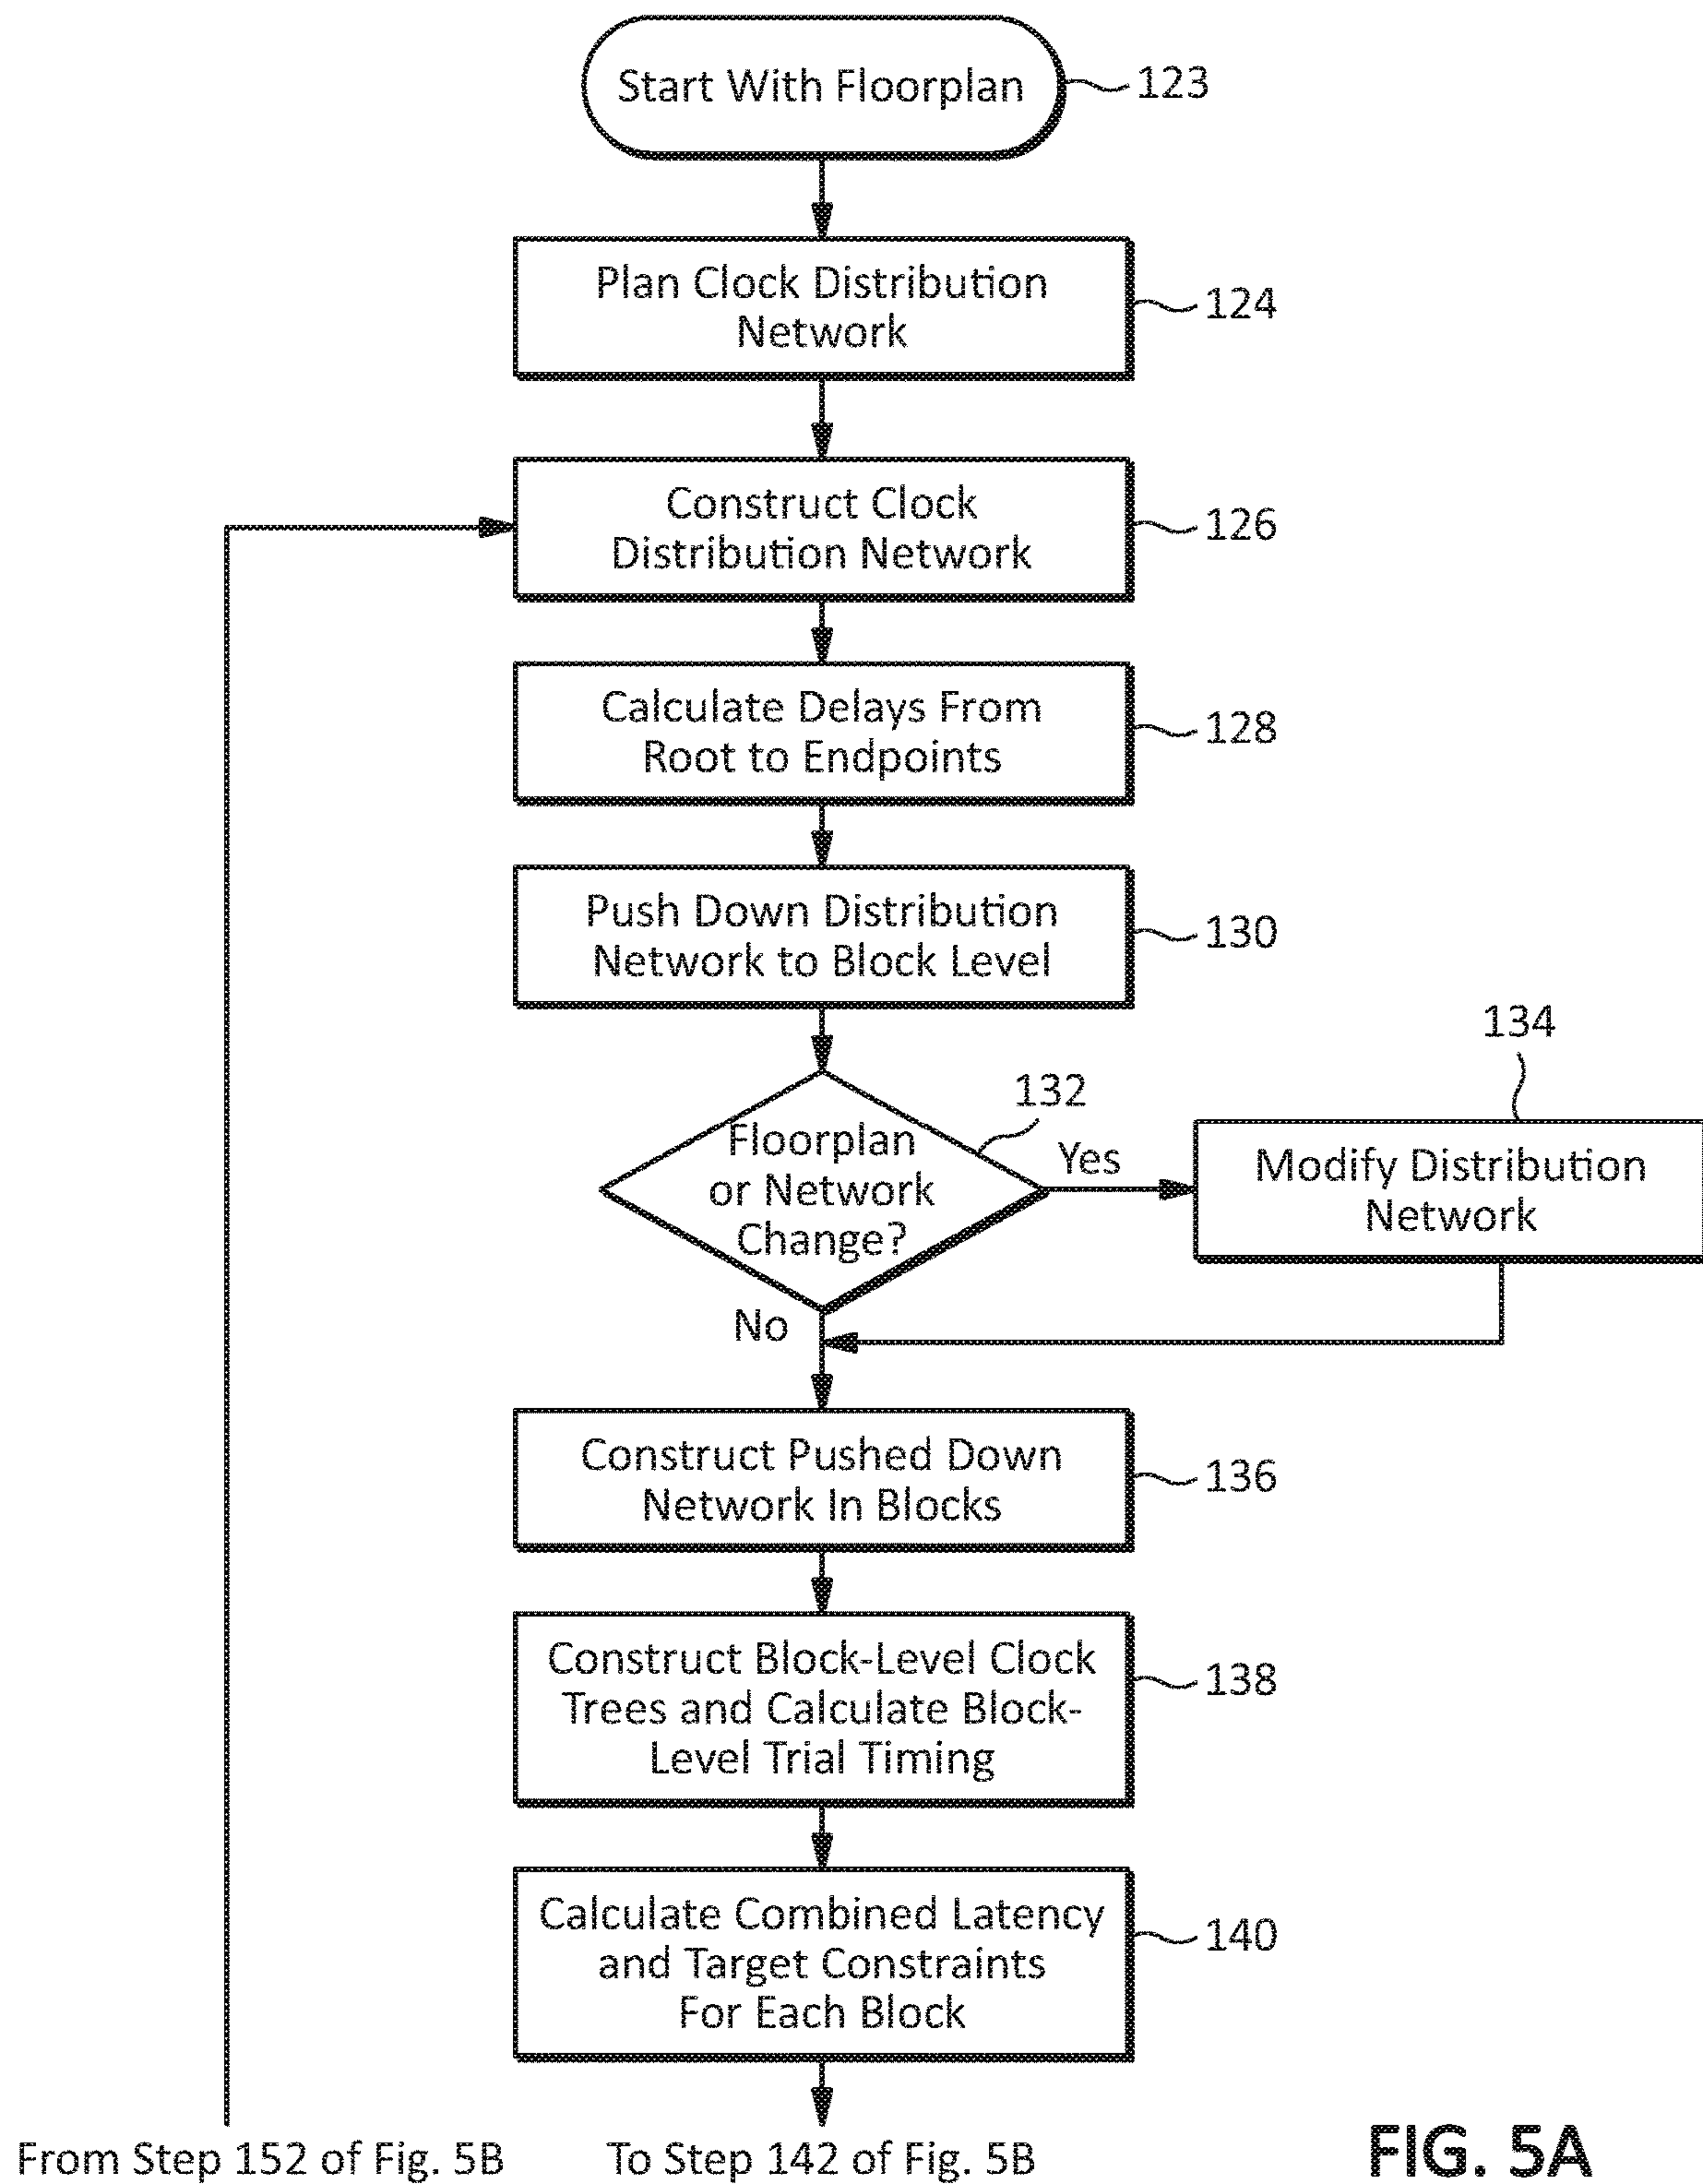 Start With Floorplan
123
Plan Clock Distribution
Network
124
Construct Clock
Distribution Network
126
Calculate Delays From
Root to Endpoints
128
Push Down Distribution
Network to Block Level
130
Floorplan
or Network
Change?
132
Yes
134
Modify Distribution
Network
No
Construct Pushed Down
Network In Blocks
136
Construct Block-Level Clock
Trees and Calculate Block-
Level Trial Timing
138
Calculate Combined Latency
and Target Constraints
For Each Block
140
From Step 152 of Fig. 5B
To Step 142 of Fig. 5B
FIG. 5A